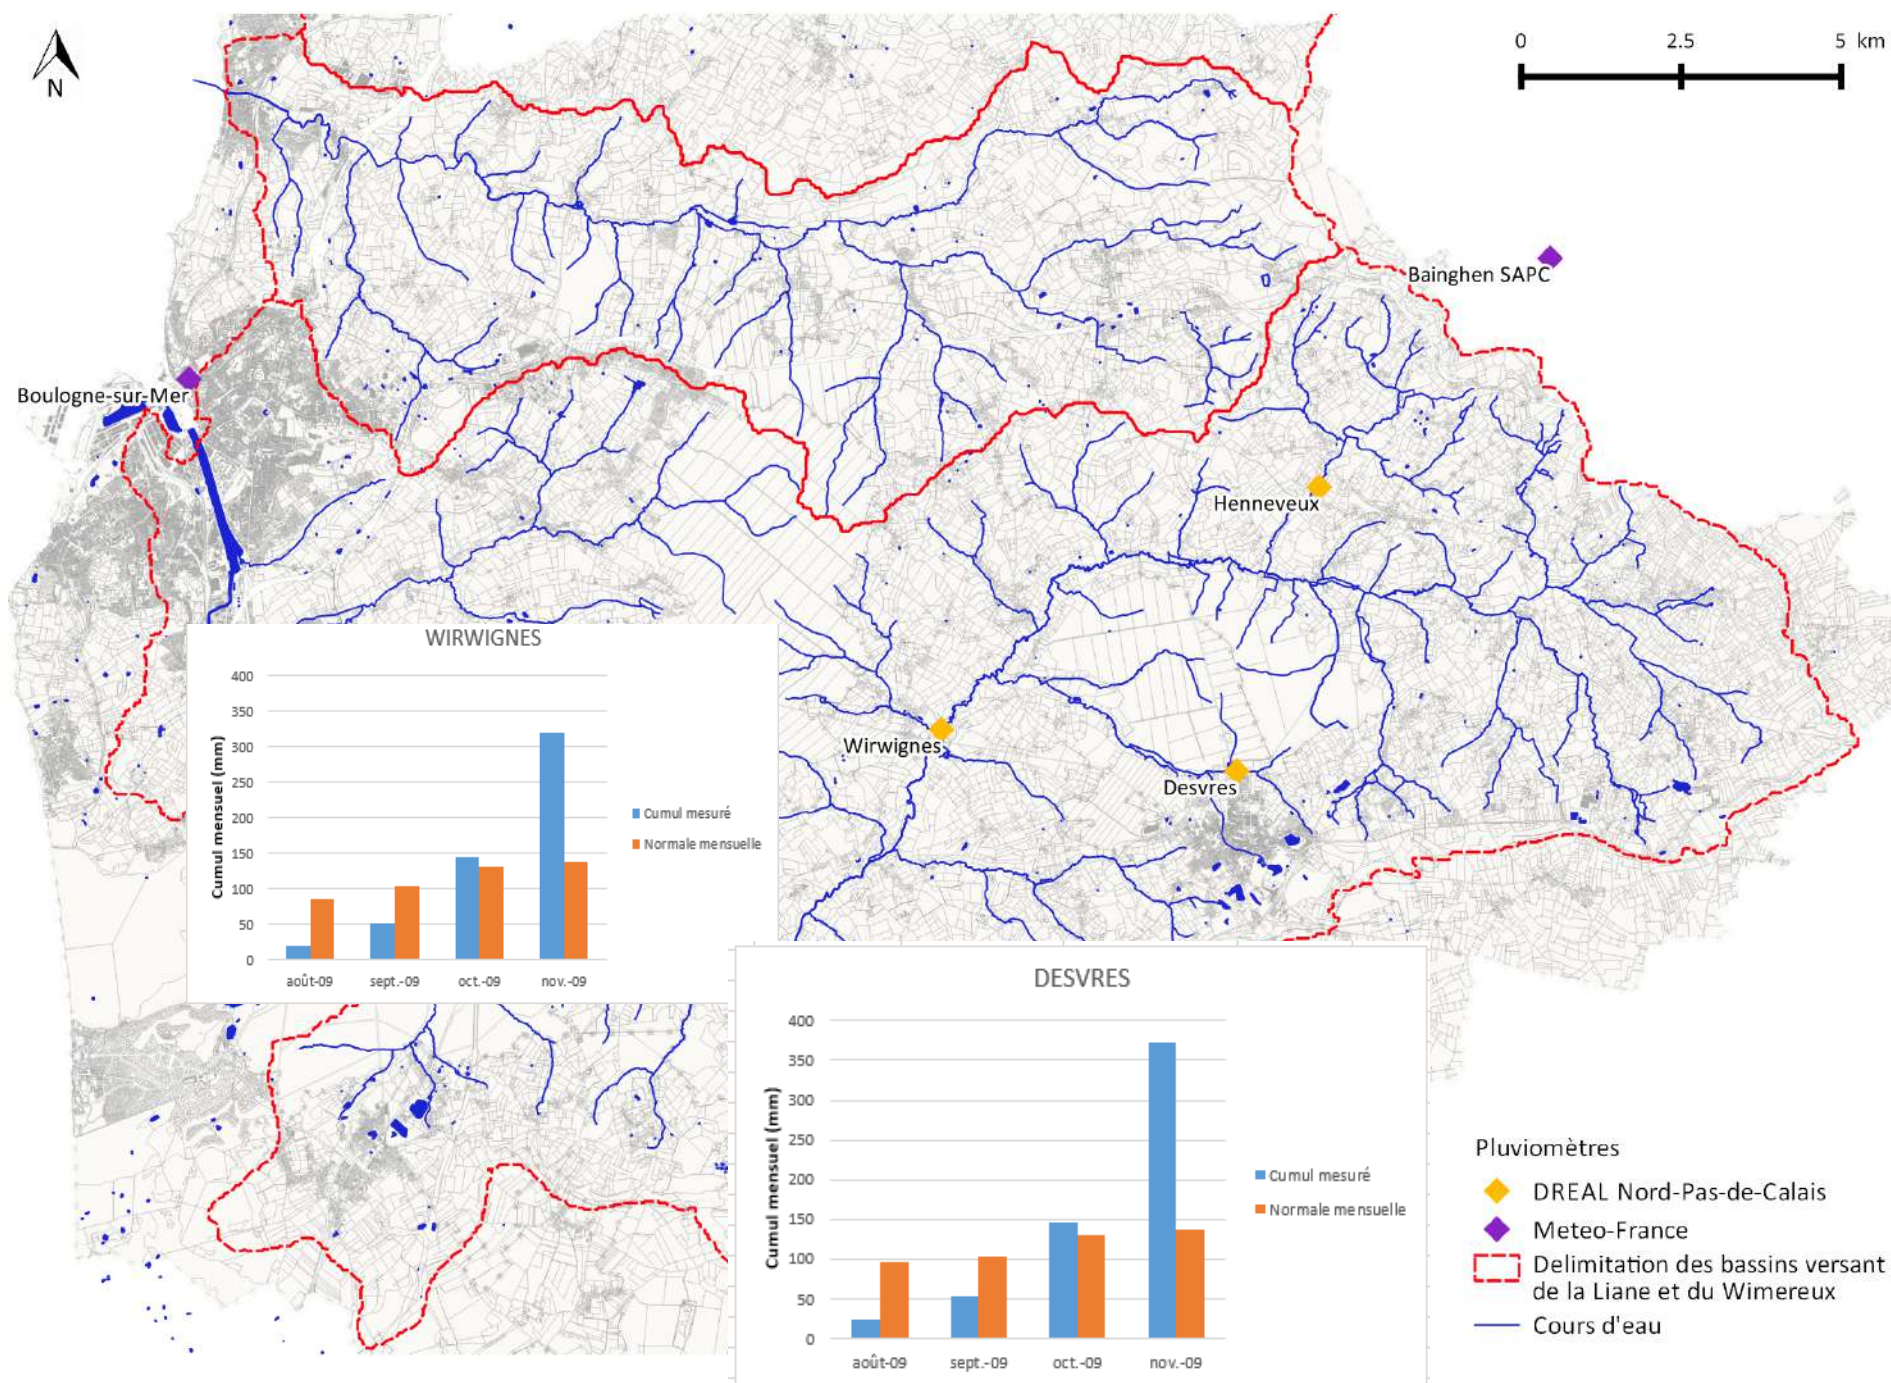 N
0 2.5 5 km
Bainghen SAPC
Boulogne-sur-Mer
Henneveux
Wirwignes
Desvres
WIRWIGNES
Cumul mensuel (mm)
400
350
300
250
200
150
100
50
0
août-09 sept.-09 oct.-09 nov.-09
Cumul mesuré
Normale mensuelle
DESVRES
Cumul mensuel (mm)
400
350
300
250
200
150
100
50
0
août-09 sept.-09 oct.-09 nov.-09
Cumul mesuré
Normale mensuelle
Pluviomètres
DREAL Nord-Pas-de-Calais
Meteo-France
Delimitation des bassins versant
de la Liane et du Wimereux
Cours d'eau